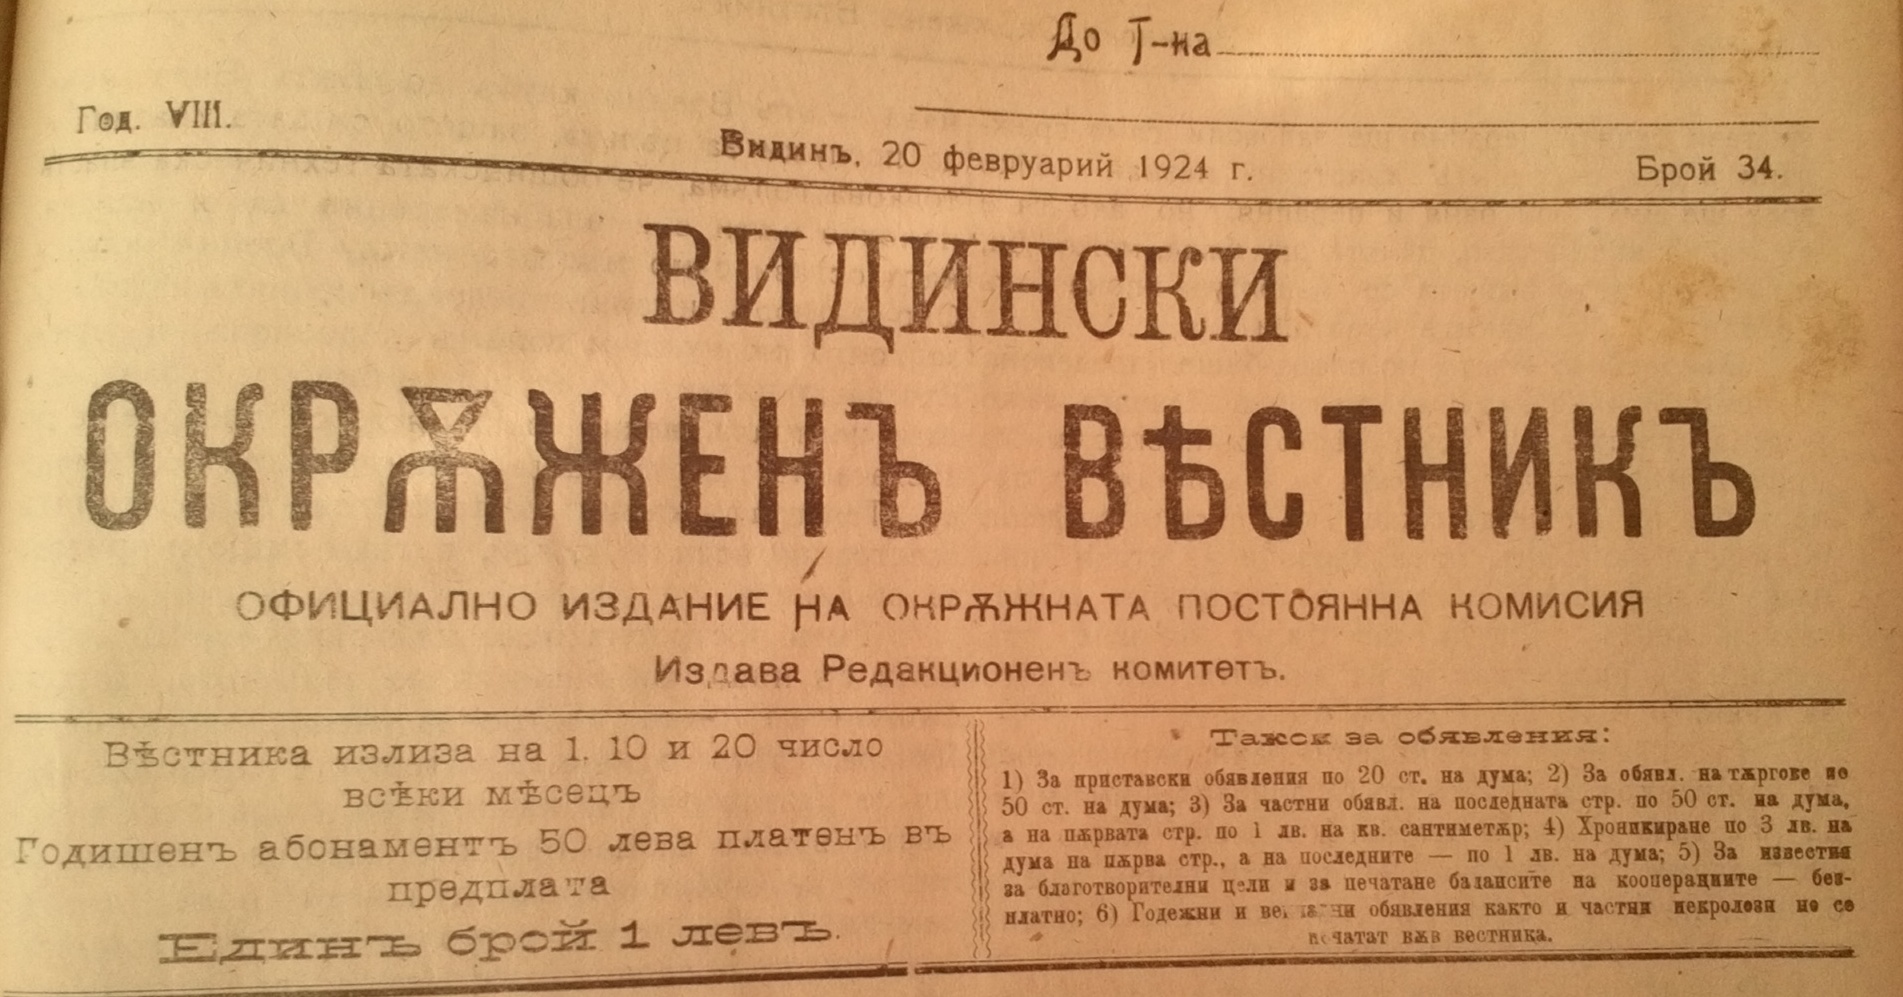 До Г-на
Год. VIII.
Видинъ, 20 февруарий 1924 г.
Брой 34.
ВИДИНСКИ
ОКРѪЖЕНЪ ВѢСТНИКЪ
ОФИЦИАЛНО ИЗДАНИЕ НА ОКРѪЖНАТА ПОСТОЯННА КОМИСИЯ
Издава Редакционенъ комитетъ.
Вѣстника излиза на 1, 10 и 20 число
всѣки мѣсецъ
Годишенъ абонаментъ 50 лева платенъ въ
предплата
Единъ брой 1 левъ.
Такси за обявления:
1) За приставски обявления по 20 ст. на дума; 2) За обявл. на тѫргове по
50 ст. на дума; 3) За частни обявл. на последната стр. по 50 ст. на дума,
а на пѫрвата стр. по 1 лв. на кв. сантиметѫр; 4) Хроникиране по 3 лв. на
дума на пѫрва стр., а на последните — по 1 лв. на дума; 5) За известия
за благотворителни цели и за печатане балансите на кооперациите — без-
платно; 6) Годежни и обявления както и частни некролози не се
печатат вѫв вестника.